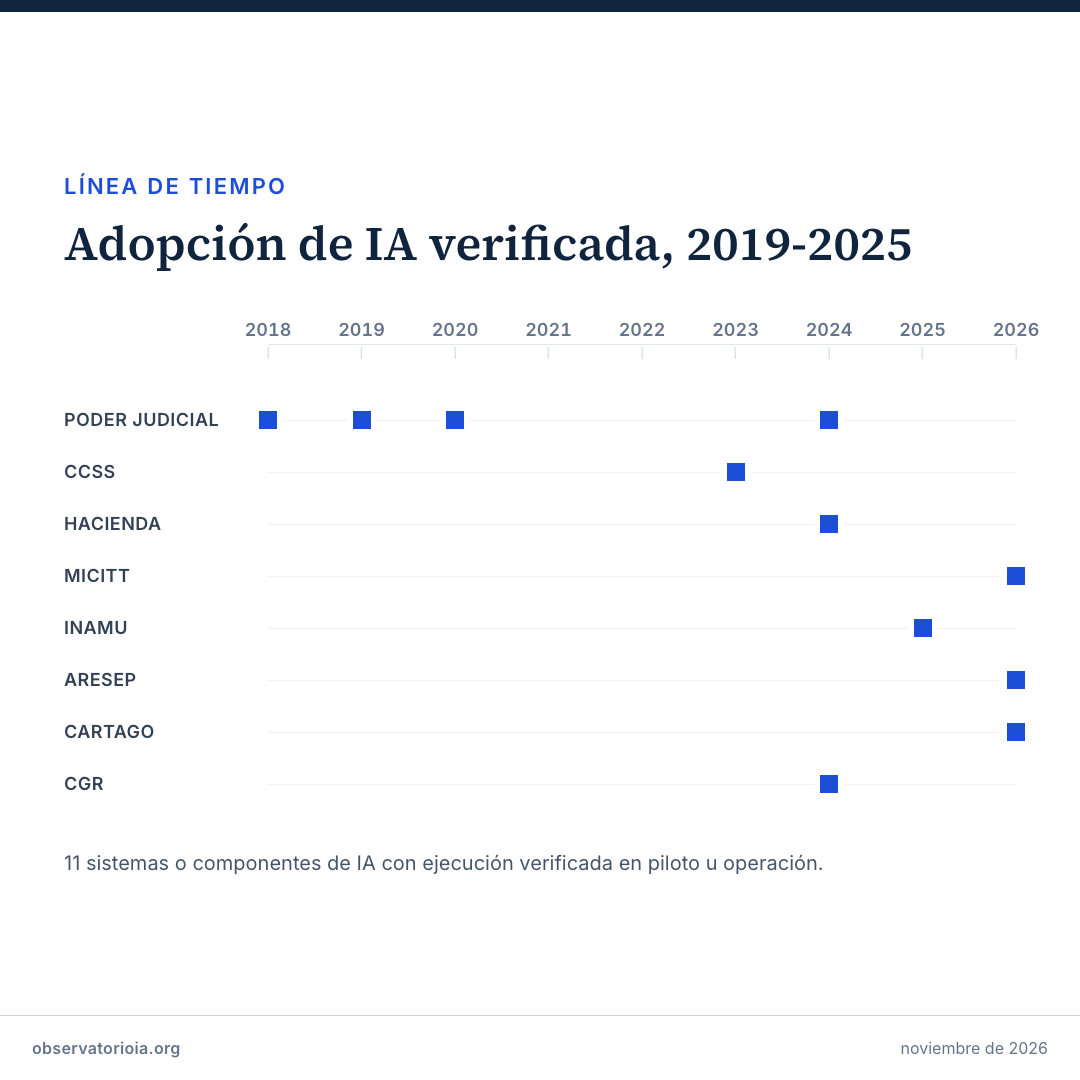 LÍNEA DE TIEMPO
Adopción de IA verificada, 2019-2025
2018 2019 2020 2021 2022 2023 2024 2025 2026
PODER JUDICIAL
CCSS
HACIENDA
MICITT
INAMU
ARESEP
CARTAGO
CGR
11 sistemas o componentes de IA con ejecución verificada en piloto u operación.
observatorioia.org
noviembre de 2026